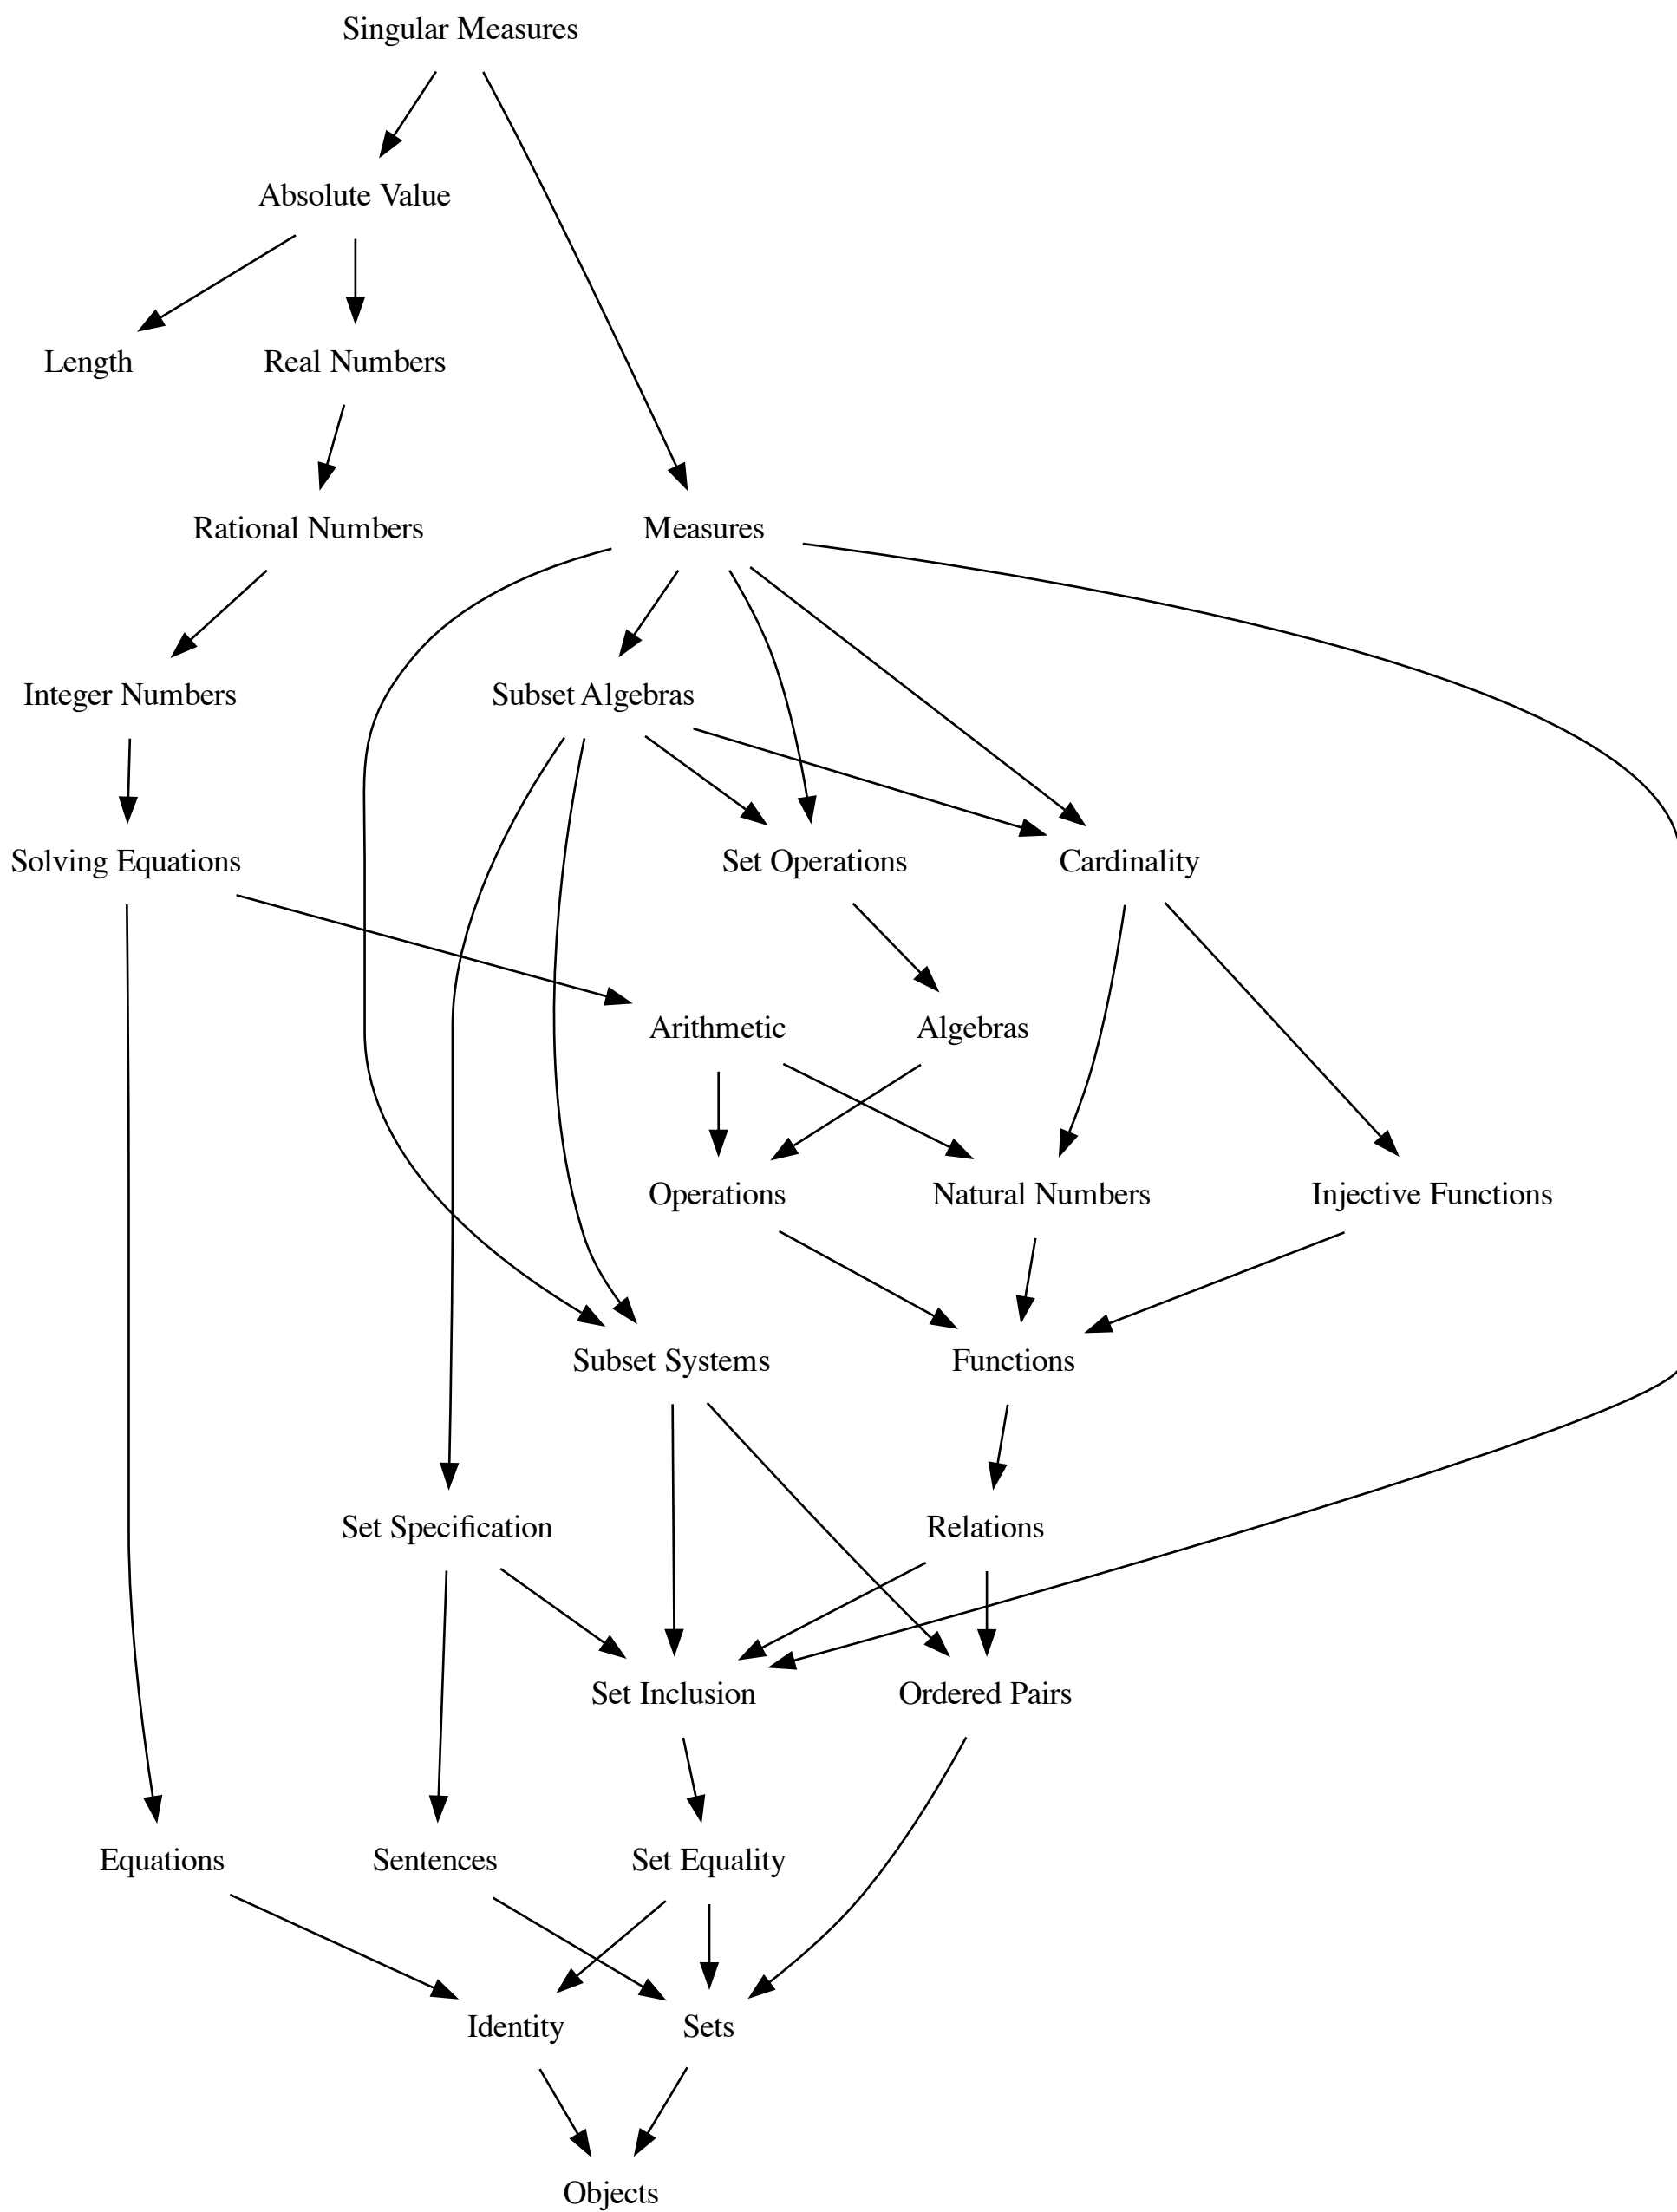 Singular Measures
Absolute Value
Length
Real Numbers
Rational Numbers
Measures
Integer Numbers
Subset Algebras
Solving Equations
Set Operations
Cardinality
Arithmetic
Algebras
Operations
Natural Numbers
Injective Functions
Subset Systems
Functions
Set Specification
Relations
Set Inclusion
Ordered Pairs
Equations
Sentences
Set Equality
Identity
Sets
Objects